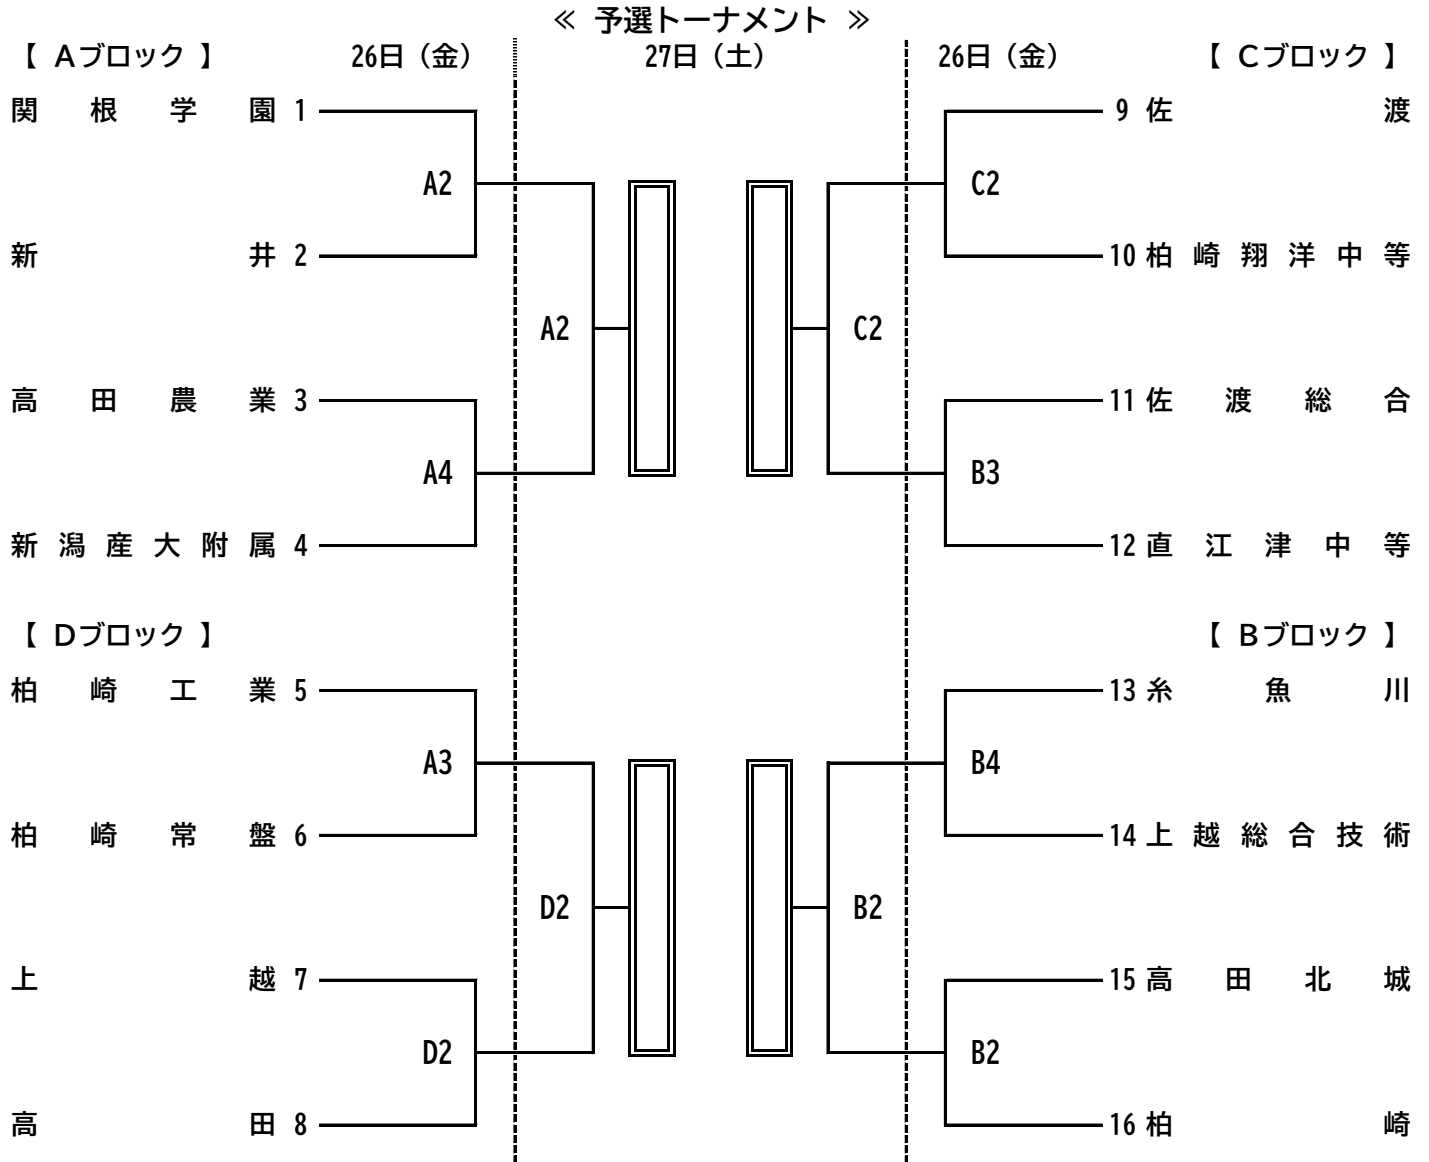 ≪ 予選トーナメント ≫
【 Aブロック 】 26日（金） 27日（土） 26日（金） 【 Cブロック 】
関根学園 1 9 佐渡
A2 C2
新井 2 10 柏崎翔洋中等
A2 C2
高田農業 3 11 佐渡総合
A4 B3
新潟産大附属 4 12 直江津中等
【 Dブロック 】 【 Bブロック 】
柏崎工業 5 13 糸魚川
A3 B4
柏崎常盤 6 14 上越総合技術
D2 B2
上越 7 15 高田北城
D2 B2
高田 8 16 柏崎